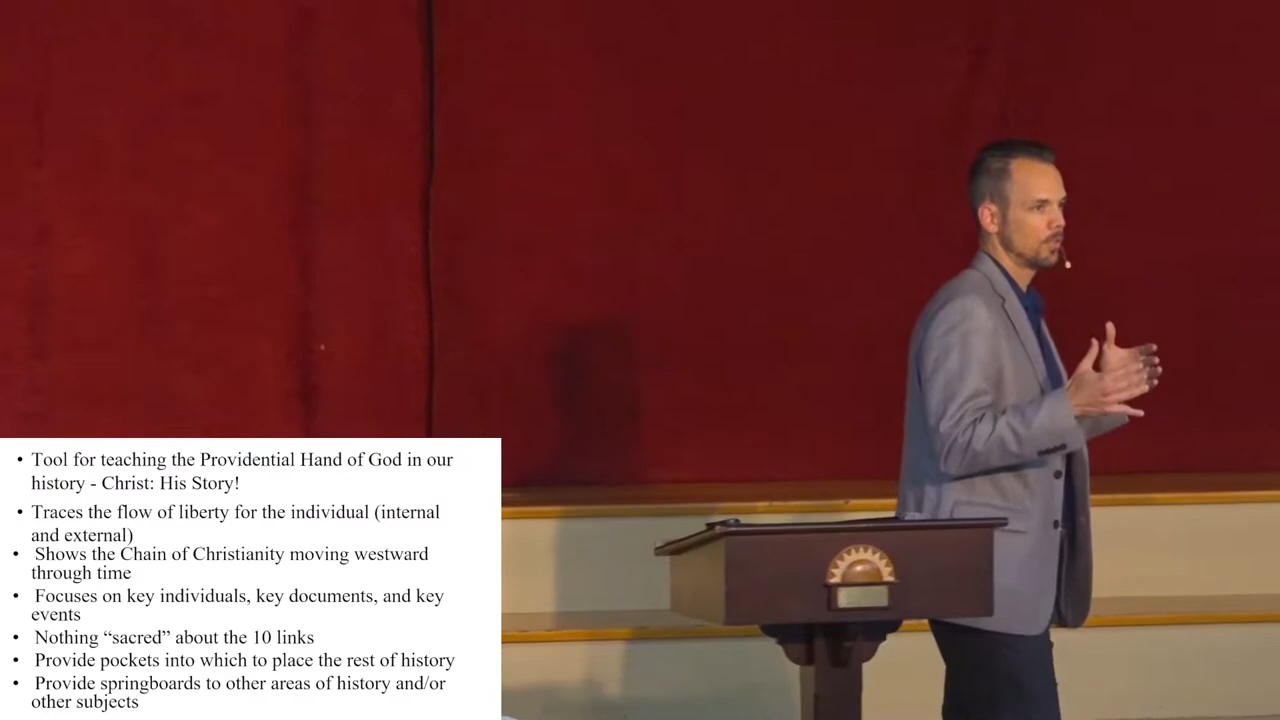 • Tool for teaching the Providential Hand of God in our
history - Christ: His Story!
• Traces the flow of liberty for the individual (internal
and external)
• Shows the Chain of Christianity moving westward
through time
• Focuses on key individuals, key documents, and key
events
• Nothing “sacred” about the 10 links
• Provide pockets into which to place the rest of history
• Provide springboards to other areas of history and/or
other subjects